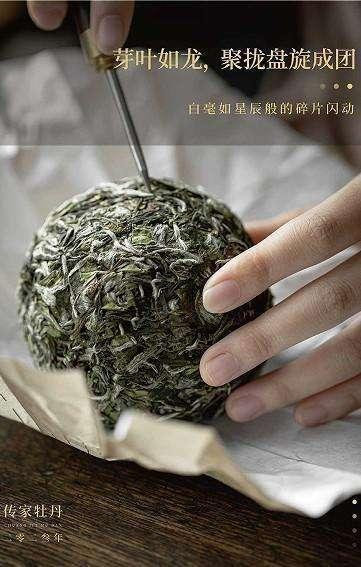 芽叶如龙，聚拢盘旋成团
白毫如星辰般的碎片闪动
传家牡丹
二零二叁年